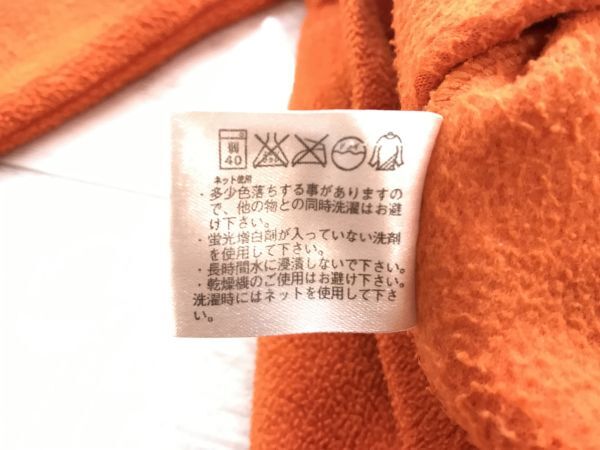 弱
40
ネット使用
・多少色落ちする事がありますの
で、他の物との同時洗濯はお避
け下さい。
・蛍光増白剤が入っていない洗剤
を使用して下さい。
・長時間水に浸漬しないで下さい。
・乾燥機のご使用はお避け下さい。
洗濯時にはネットを使用して下さ
い。